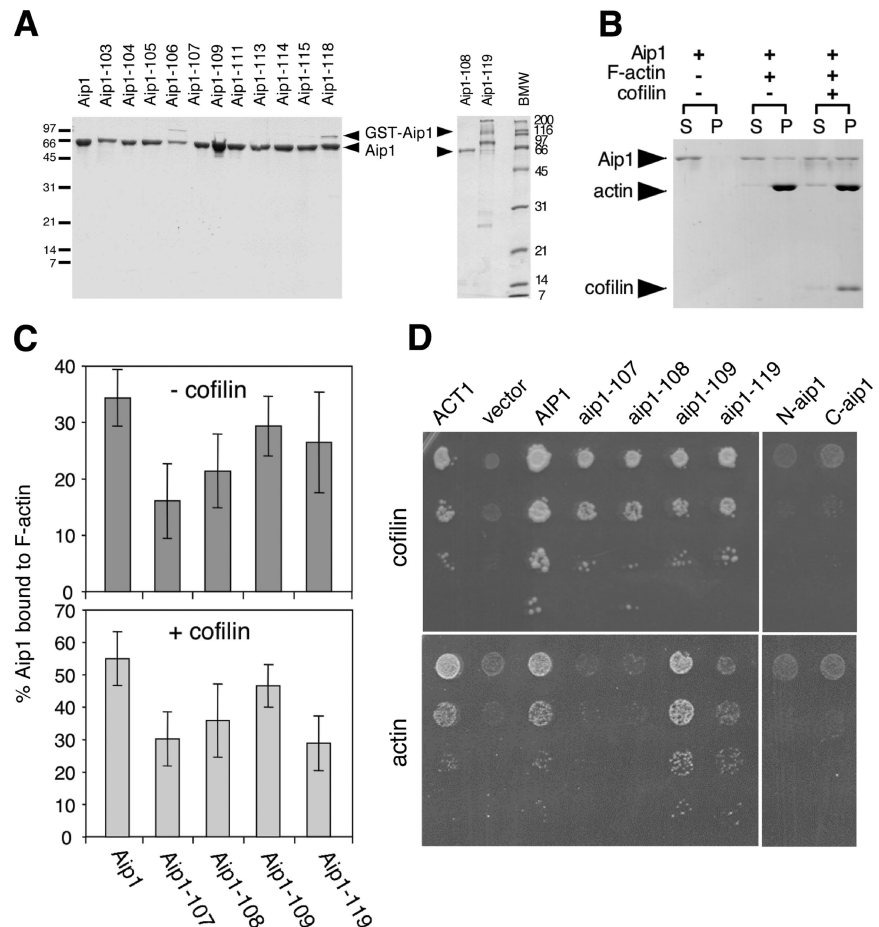 A
Aip1
Aip1-103
Aip1-104
Aip1-105
Aip1-106
Aip1-107
Aip1-109
Aip1-111
Aip1-113
Aip1-114
Aip1-115
Aip1-118
97
66
45
31
21
14
7
GST-Aip1
Aip1
Aip1-108
Aip1-119
BMW
200
116
97
66
45
31
21
14
7
B
Aip1 + + +
F-actin - + +
cofilin - - +
S P S P S P
Aip1
actin
cofilin
C
% Aip1 bound to F-actin
40
30
20
10
0
- cofilin
70
60
50
40
30
20
10
0
+ cofilin
Aip1
Aip1-107
Aip1-108
Aip1-109
Aip1-119
D
ACT1
vector
AIP1
aip1-107
aip1-108
aip1-109
aip1-119
N-aip1
C-aip1
cofilin
actin